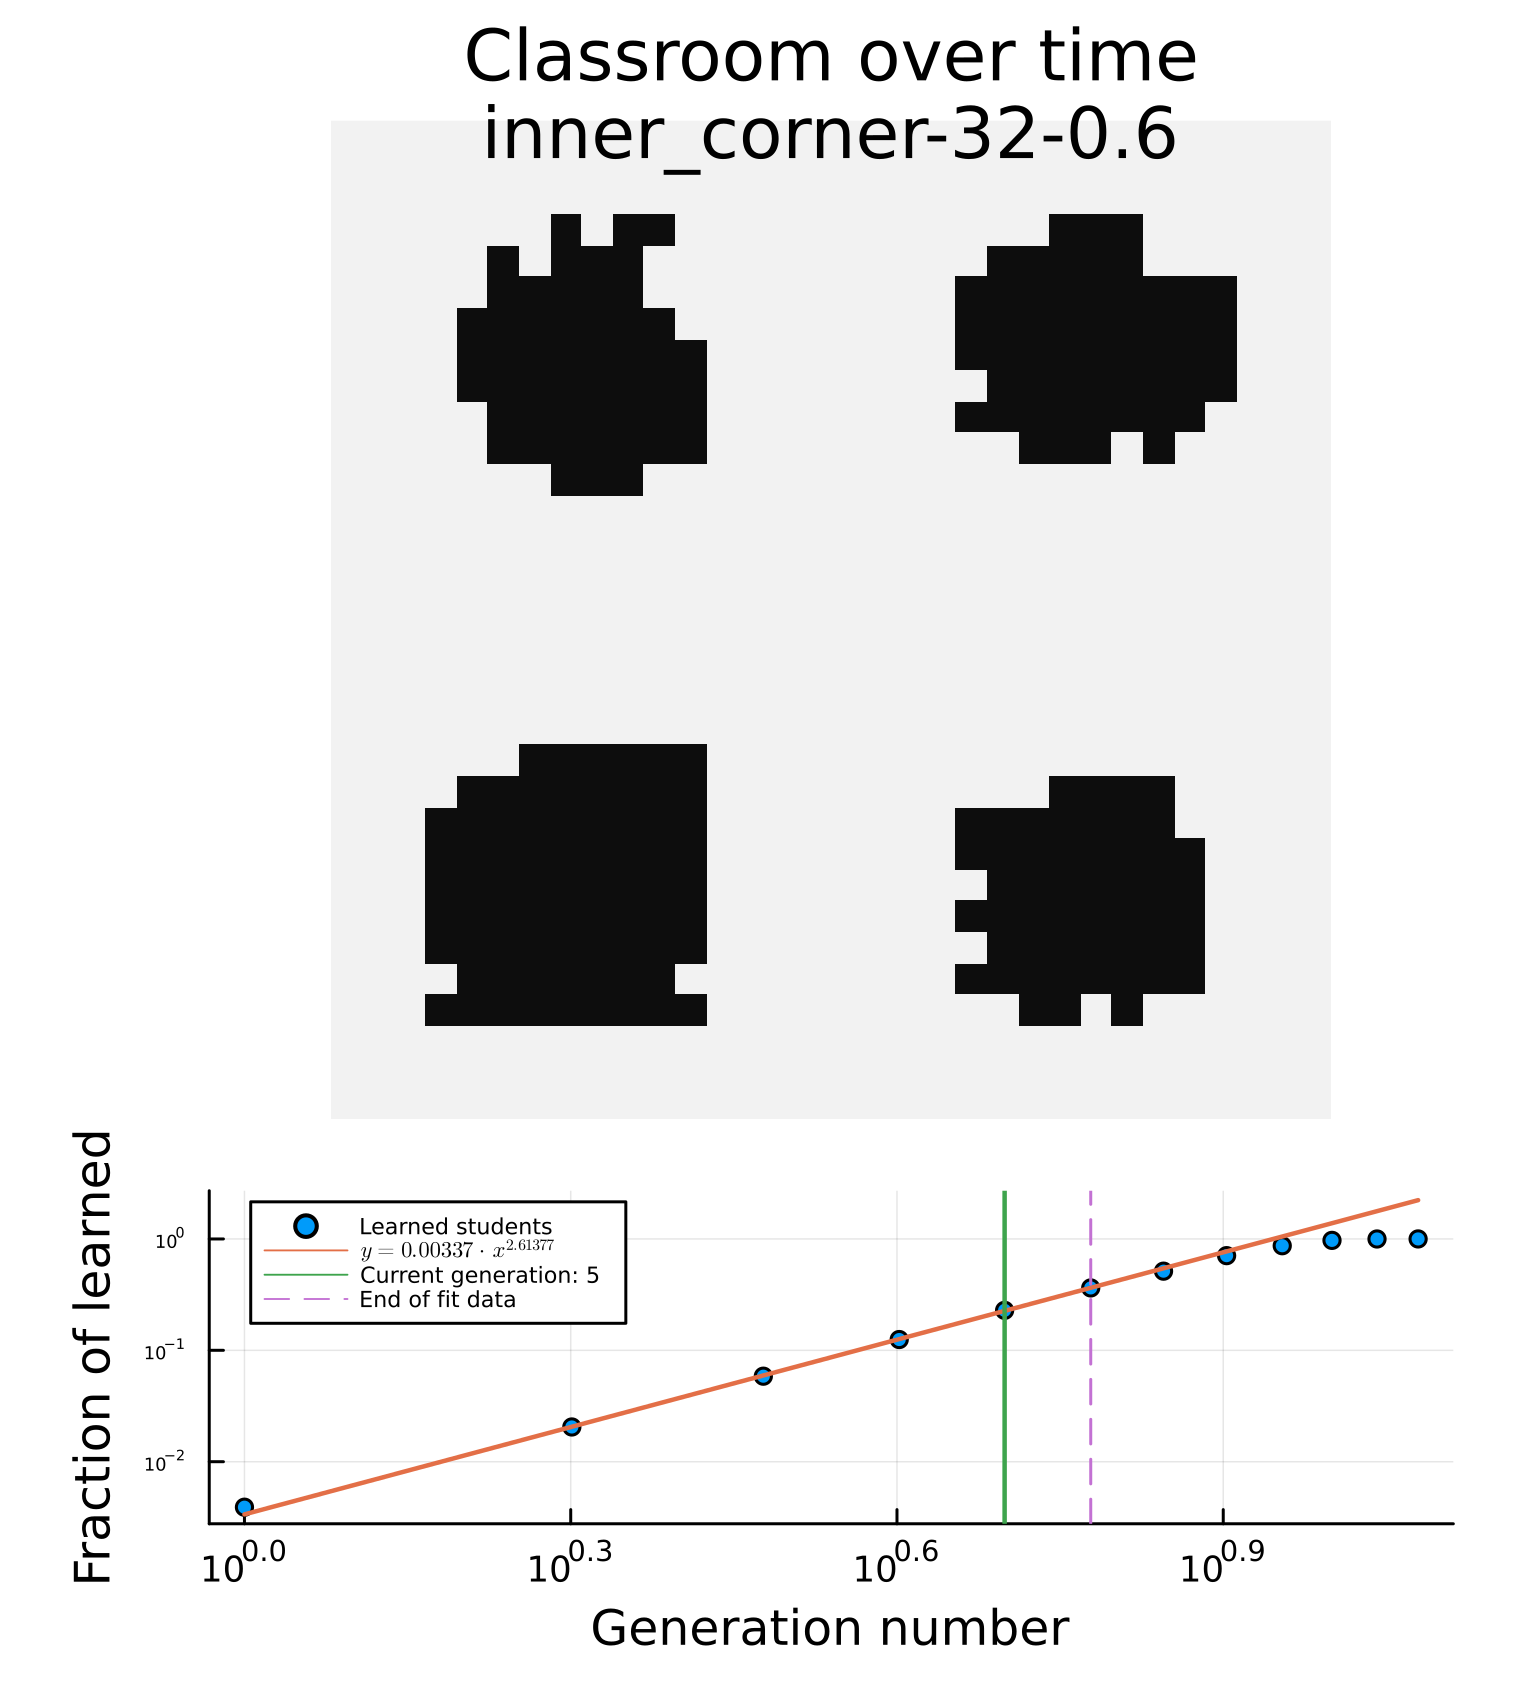 Classroom over time
inner_corner-32-0.6
Fraction of learned
10⁰
10⁻¹
10⁻²
Learned students
y = 0.00337 · x^2.61377
Current generation: 5
End of fit data
10^0.0 10^0.3 10^0.6 10^0.9
Generation number